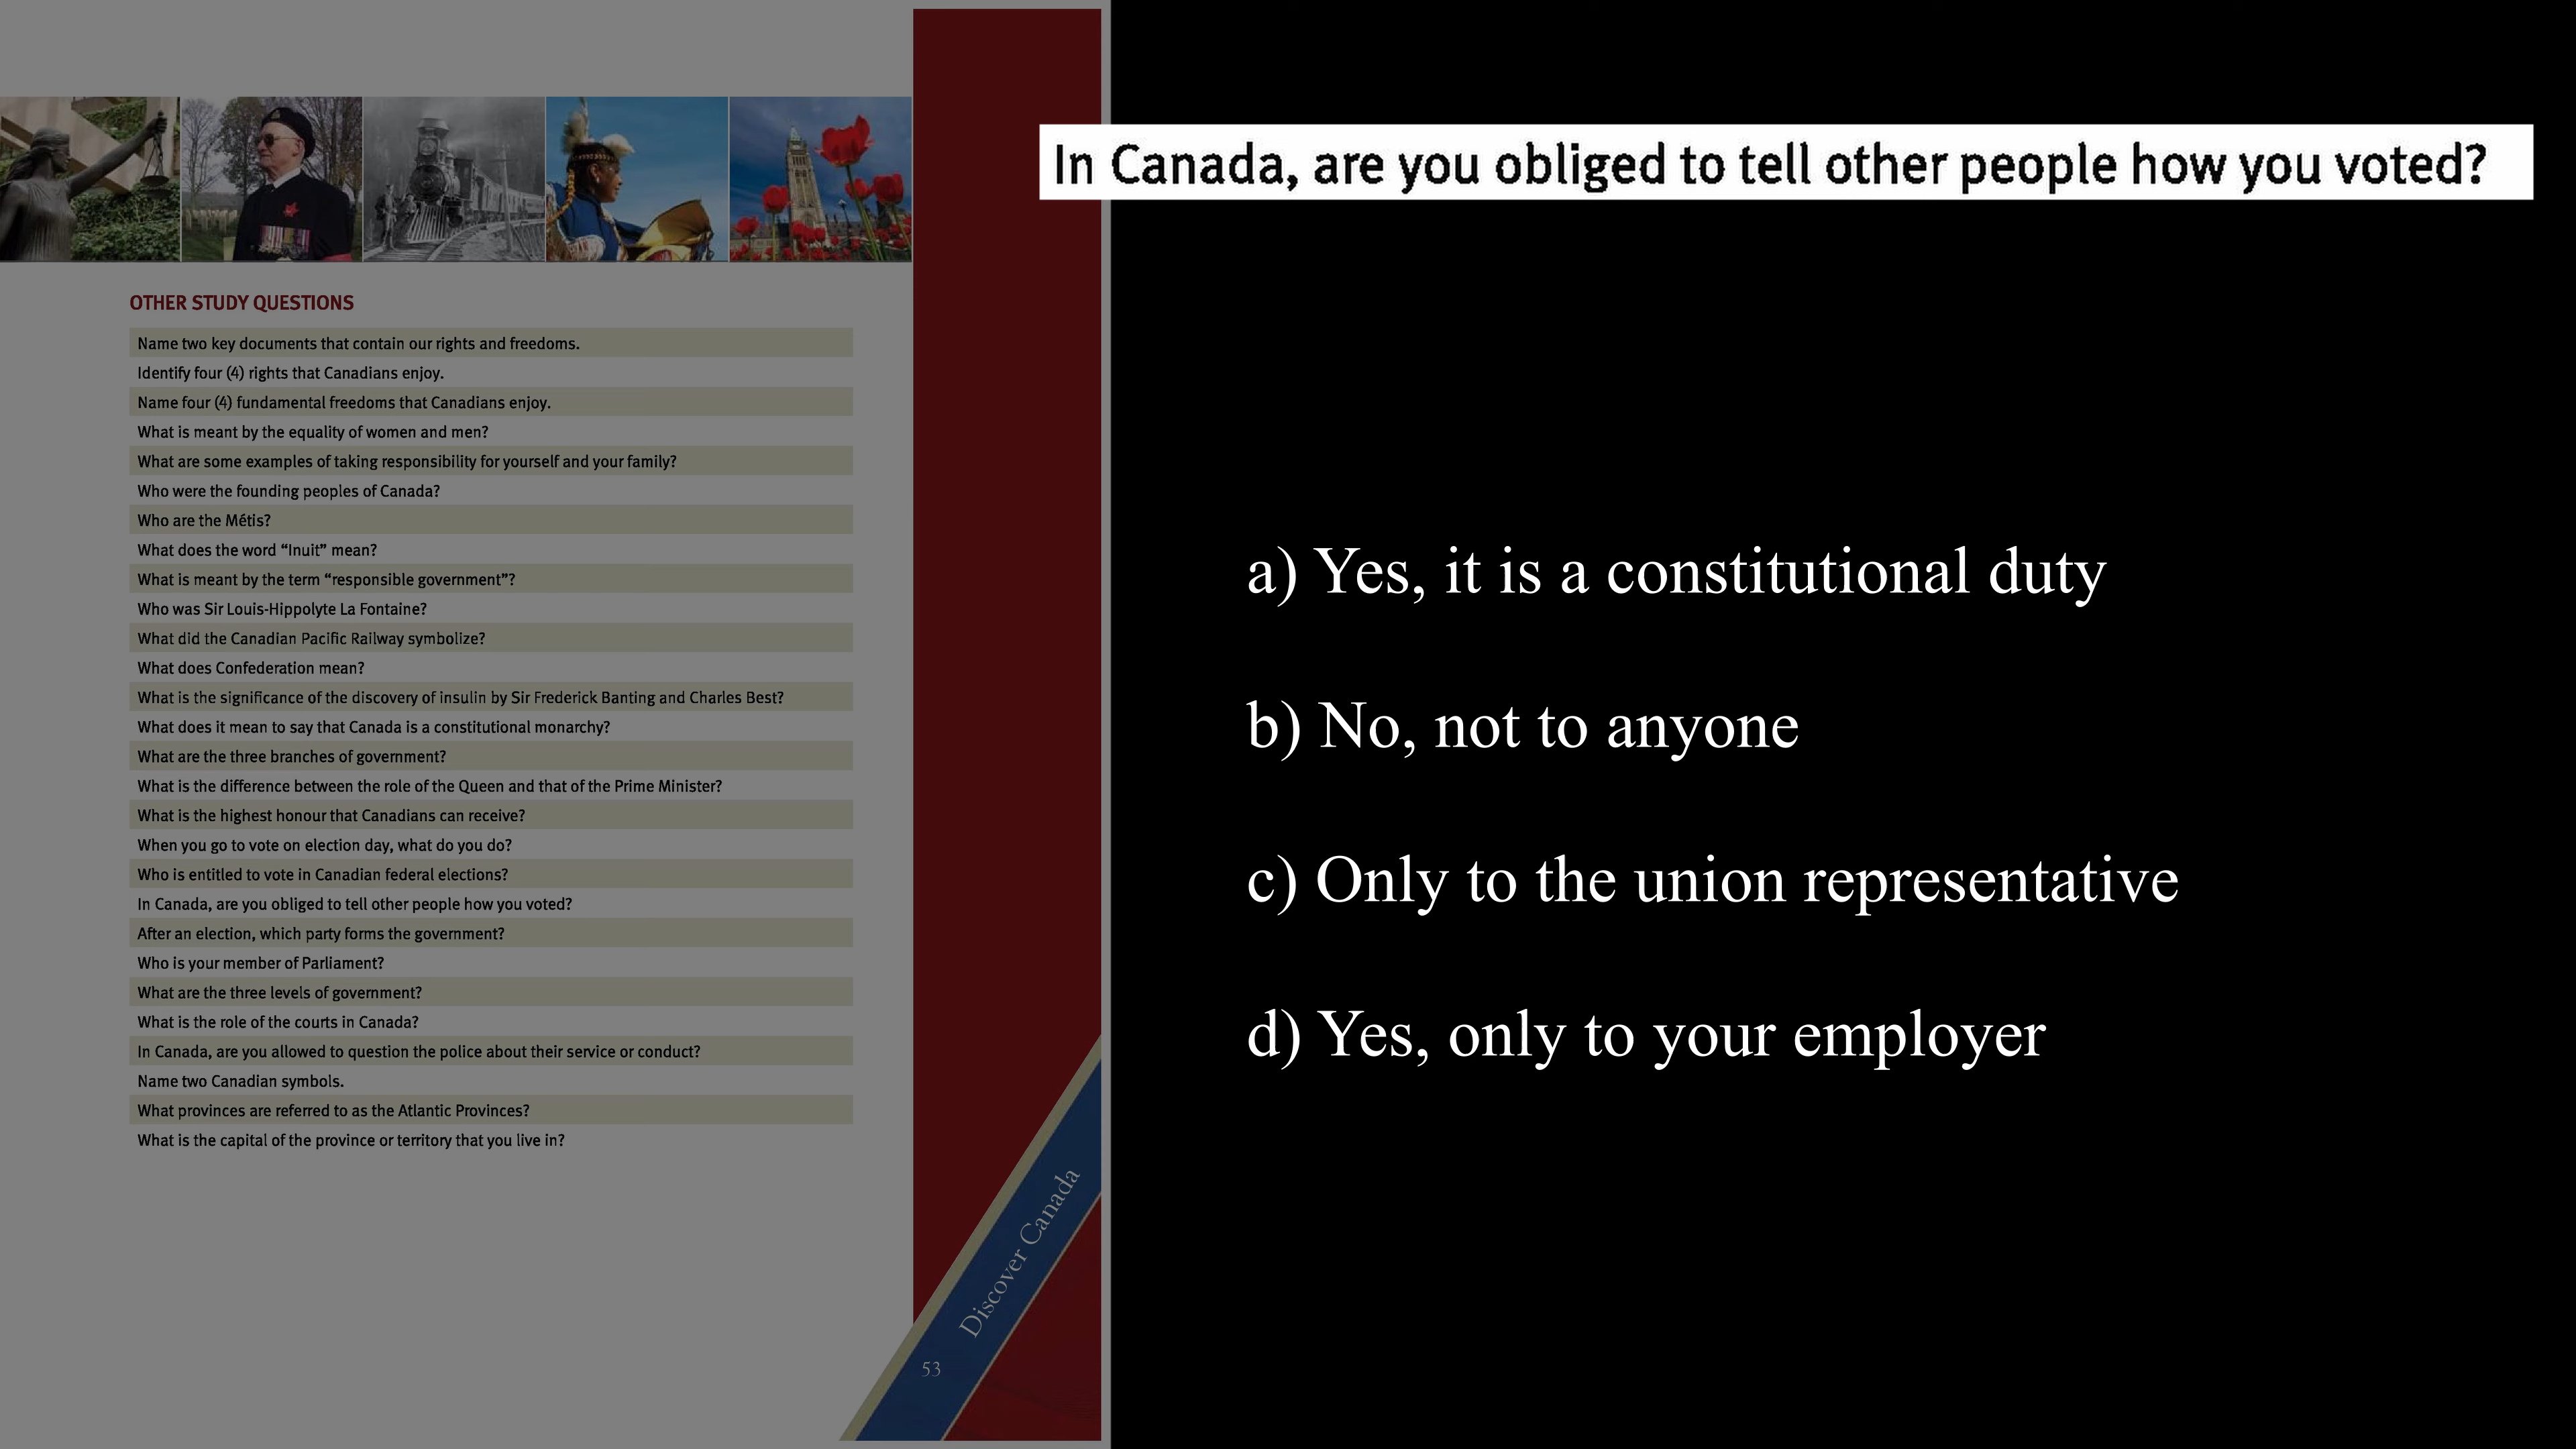 In Canada, are you obliged to tell other people how you voted?
OTHER STUDY QUESTIONS
Name two key documents that contain our rights and freedoms.
Identify four (4) rights that Canadians enjoy.
Name four (4) fundamental freedoms that Canadians enjoy.
What is meant by the equality of women and men?
What are some examples of taking responsibility for yourself and your family?
Who were the founding peoples of Canada?
Who are the Métis?
What does the word “Inuit” mean?
What is meant by the term “responsible government”?
Who was Sir Louis-Hippolyte La Fontaine?
What did the Canadian Pacific Railway symbolize?
What does Confederation mean?
What is the significance of the discovery of insulin by Sir Frederick Banting and Charles Best?
What does it mean to say that Canada is a constitutional monarchy?
What are the three branches of government?
What is the difference between the role of the Queen and that of the Prime Minister?
What is the highest honour that Canadians can receive?
When you go to vote on election day, what do you do?
Who is entitled to vote in Canadian federal elections?
In Canada, are you obliged to tell other people how you voted?
After an election, which party forms the government?
Who is your member of Parliament?
What are the three levels of government?
What is the role of the courts in Canada?
In Canada, are you allowed to question the police about their service or conduct?
Name two Canadian symbols.
What provinces are referred to as the Atlantic Provinces?
What is the capital of the province or territory that you live in?
Discover Canada
53
a) Yes, it is a constitutional duty
b) No, not to anyone
c) Only to the union representative
d) Yes, only to your employer